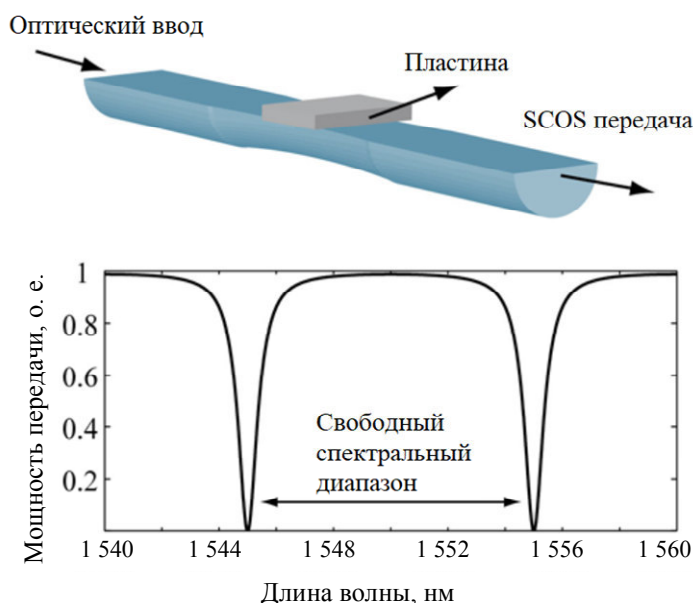 Оптический ввод
Пластина
SCOS передача
Мощность передачи, о. е.
1
0.8
0.6
0.4
0.2
Свободный
спектральный
диапазон
1 540 1 544 1 548 1 552 1 556 1 560
Длина волны, нм